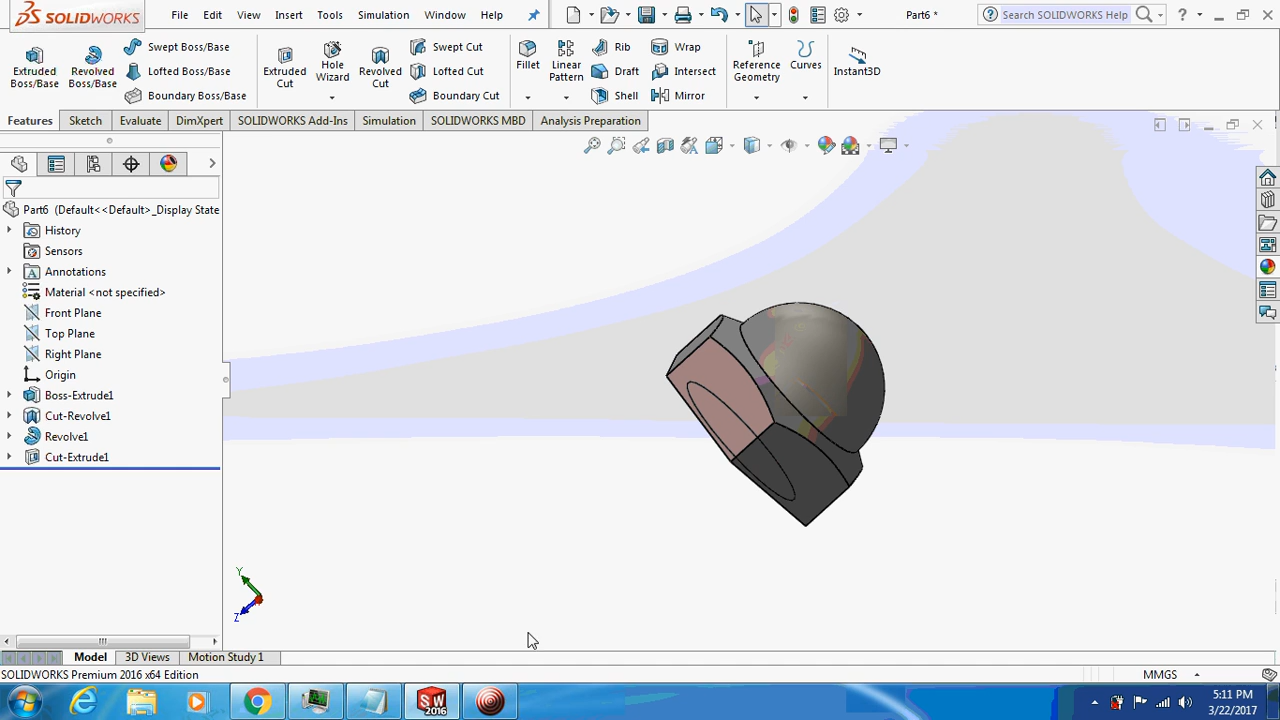 SOLIDWORKS File Edit View Insert Tools Simulation Window Help Part6 * Search SOLIDWORKS Help ?
Extruded Boss/Base
Revolved Boss/Base
Swept Boss/Base
Lofted Boss/Base
Boundary Boss/Base
Extruded Cut
Hole Wizard
Revolved Cut
Swept Cut
Lofted Cut
Boundary Cut
Fillet
Linear Pattern
Rib
Draft
Shell
Wrap
Intersect
Mirror
Reference Geometry
Curves
Instant3D
Features Sketch Evaluate DimXpert SOLIDWORKS Add-Ins Simulation SOLIDWORKS MBD Analysis Preparation
Part6 (Default<<Default>_Display State
History
Sensors
A Annotations
Material <not specified>
Front Plane
Top Plane
Right Plane
Origin
Boss-Extrude1
Cut-Revolve1
Revolve1
Cut-Extrude1
Y
Z
Model 3D Views Motion Study 1
SOLIDWORKS Premium 2016 x64 Edition MMGS
SW 2016
5:11 PM
3/22/2017